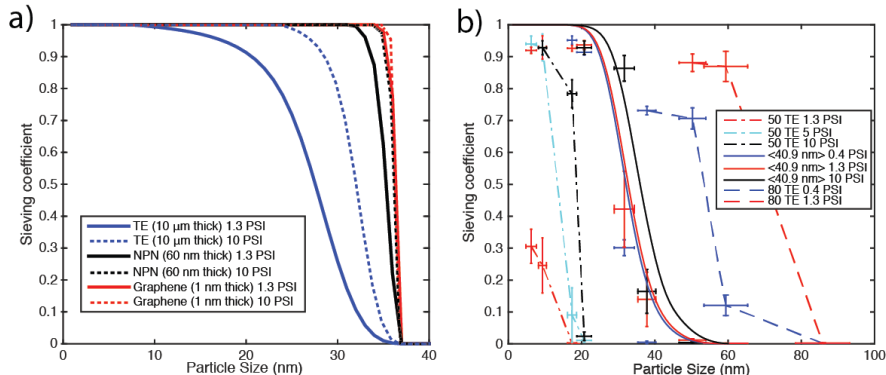 a)
1
0.9
0.8
0.7
0.6
0.5
0.4
0.3
0.2
0.1
0
Sieving coefficient
TE (10 µm thick) 1.3 PSI
TE (10 µm thick) 10 PSI
NPN (60 nm thick) 1.3 PSI
NPN (60 nm thick) 10 PSI
Graphene (1 nm thick) 1.3 PSI
Graphene (1 nm thick) 10 PSI
0 10 20 30 40
Particle Size (nm)
b)
1
0.9
0.8
0.7
0.6
0.5
0.4
0.3
0.2
0.1
0
Sieving coefficient
50 TE 1.3 PSI
50 TE 5 PSI
50 TE 10 PSI
<40.9 nm> 0.4 PSI
<40.9 nm> 1.3 PSI
<40.9 nm> 10 PSI
80 TE 0.4 PSI
80 TE 1.3 PSI
0 20 40 60 80 100
Particle Size (nm)